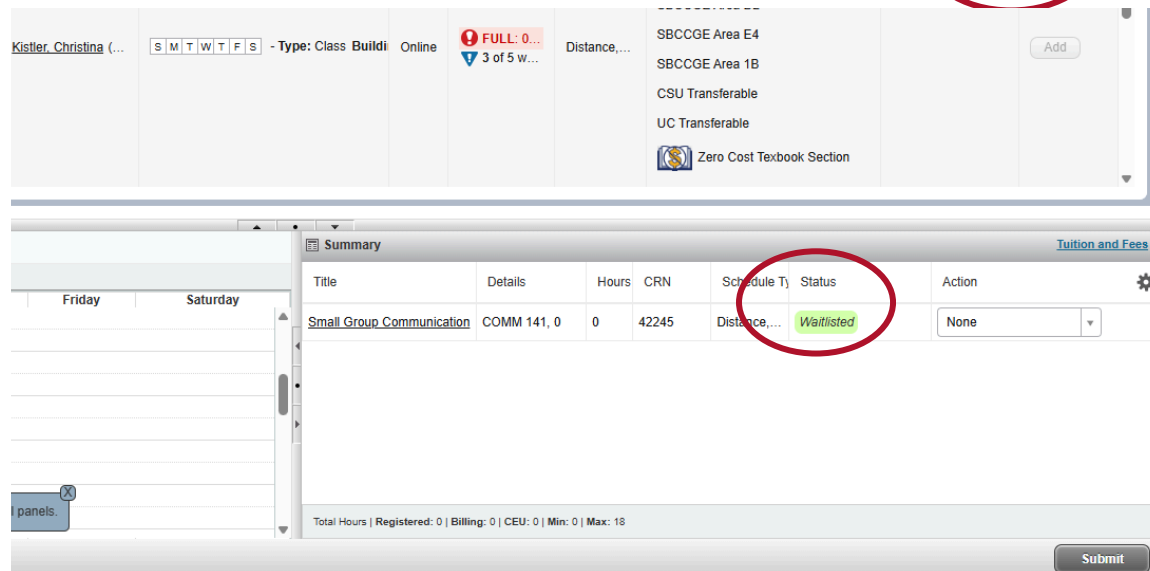 SBCCGE Area E4
Kistler, Christina (...
S M T W T F S - Type: Class Buildi
Online
FULL: 0...
3 of 5 w...
Distance,...
Add
SBCCGE Area 1B
CSU Transferable
UC Transferable
Zero Cost Texbook Section
Summary
Tuition and Fees
Title Details Hours CRN Schedule Ty Status Action
Friday Saturday
Small Group Communication COMM 141, 0 0 42245 Distance,... Waitlisted None
X
panels.
Total Hours | Registered: 0 | Billing: 0 | CEU: 0 | Min: 0 | Max: 18
Submit